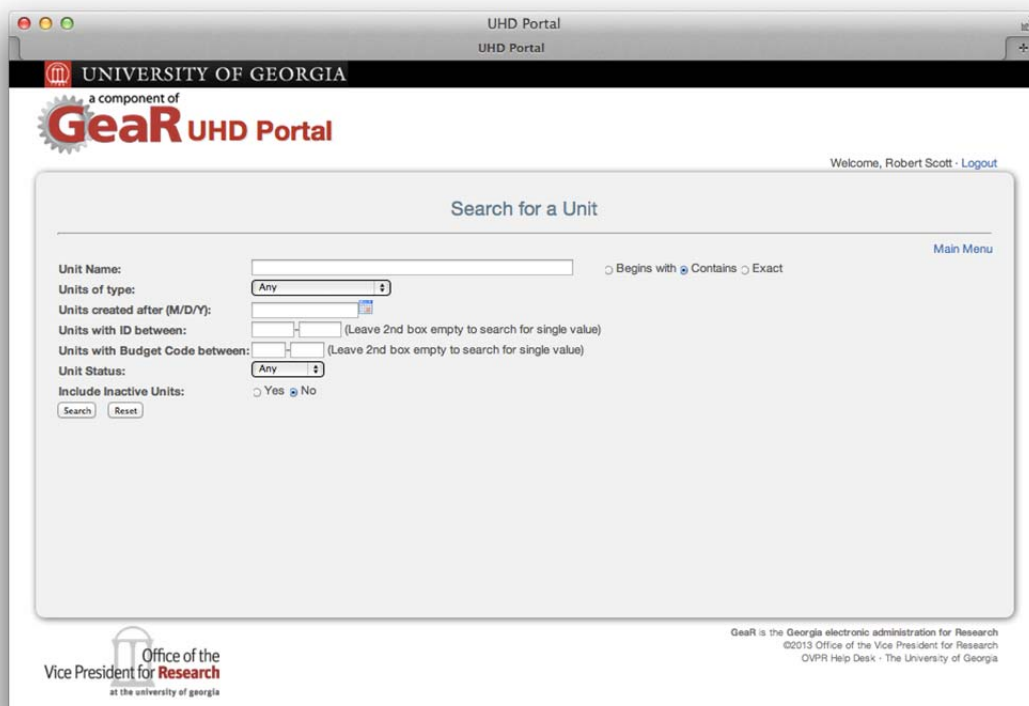 UHD Portal
UHD Portal
UNIVERSITY OF GEORGIA
a component of
GeaR UHD Portal
Welcome, Robert Scott · Logout
Search for a Unit
Main Menu
Unit Name: Begins with Contains Exact
Units of type: Any
Units created after (M/D/Y):
Units with ID between: - (Leave 2nd box empty to search for single value)
Units with Budget Code between: - (Leave 2nd box empty to search for single value)
Unit Status: Any
Include Inactive Units: Yes No
Search Reset
GeaR is the Georgia electronic administration for Research
©2013 Office of the Vice President for Research
OVPR Help Desk · The University of Georgia
Office of the
Vice President for Research
at the university of georgia